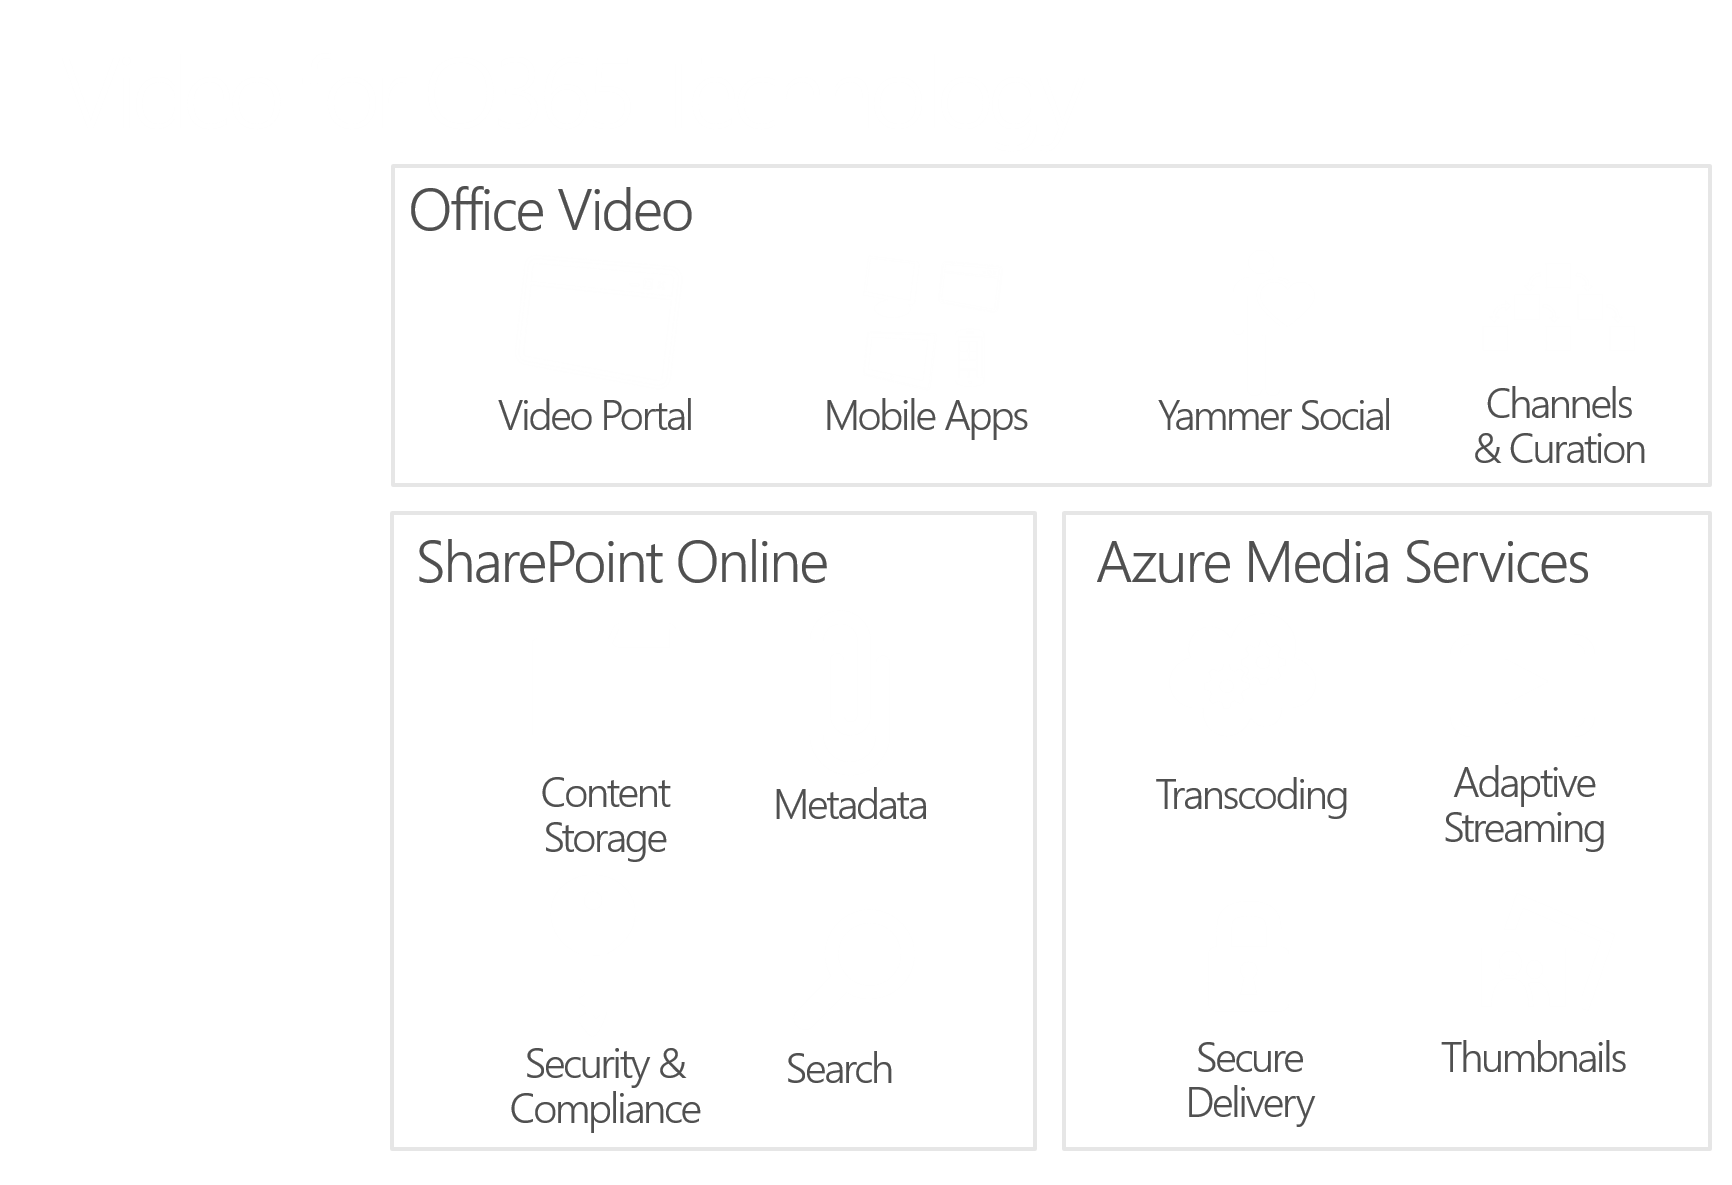 Office Video
Video Portal
Mobile Apps
Yammer Social
Channels
& Curation
SharePoint Online
Content
Storage
Metadata
Security &
Compliance
Search
Azure Media Services
Transcoding
Adaptive
Streaming
Secure
Delivery
Thumbnails